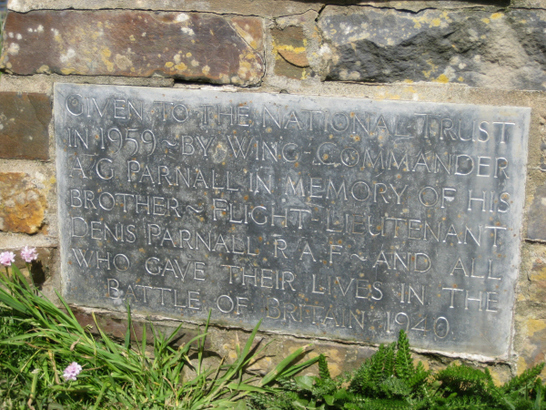 GIVEN TO THE NATIONAL TRUST
IN 1959 ~ BY WING COMMANDER
A.G PARNALL IN MEMORY OF HIS
BROTHER ~ FLIGHT LIEUTENANT
DENIS PARNALL R.A.F ~ AND ALL
WHO GAVE THEIR LIVES IN THE
BATTLE OF BRITAIN 1940